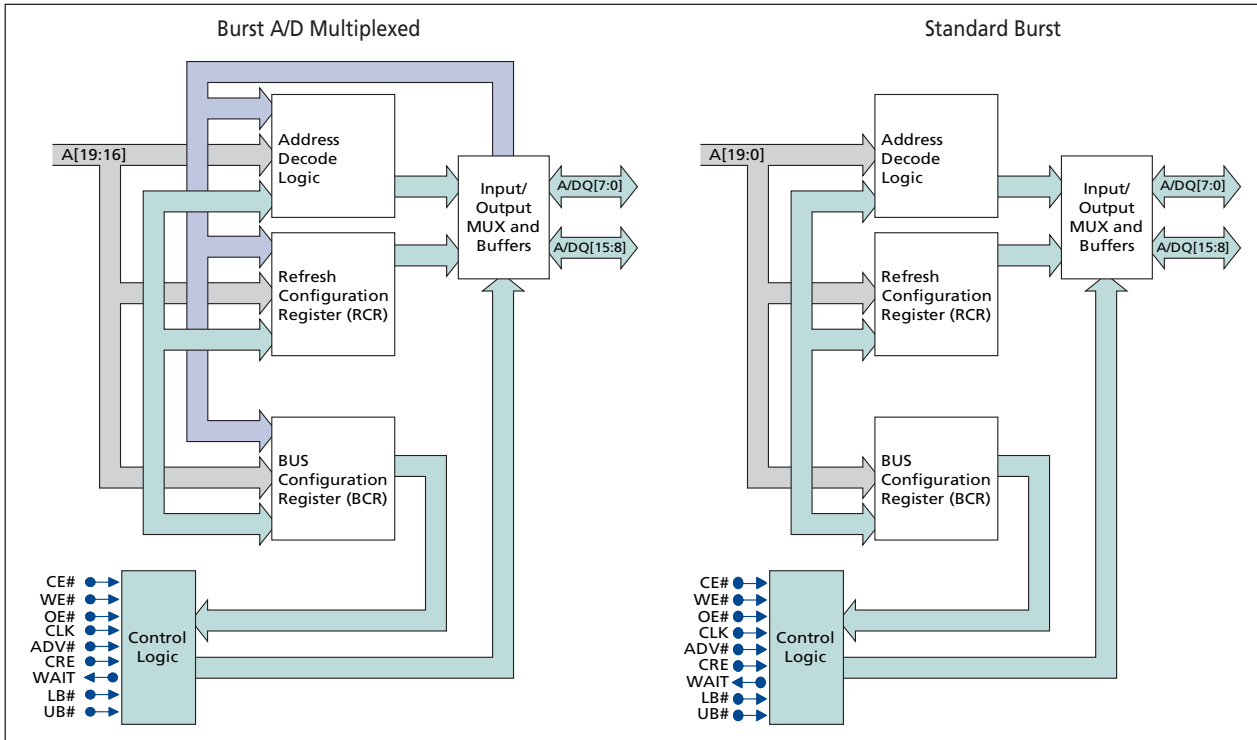 Burst A/D Multiplexed
A[19:16]
Address
Decode
Logic
Input/
Output
MUX and
Buffers
A/DQ[7:0]
A/DQ[15:8]
Refresh
Configuration
Register (RCR)
BUS
Configuration
Register (BCR)
CE#
WE#
OE#
CLK
ADV#
CRE
WAIT
LB#
UB#
Control
Logic
Standard Burst
A[19:0]
Address
Decode
Logic
Input/
Output
MUX and
Buffers
A/DQ[7:0]
A/DQ[15:8]
Refresh
Configuration
Register (RCR)
BUS
Configuration
Register (BCR)
CE#
WE#
OE#
CLK
ADV#
CRE
WAIT
LB#
UB#
Control
Logic